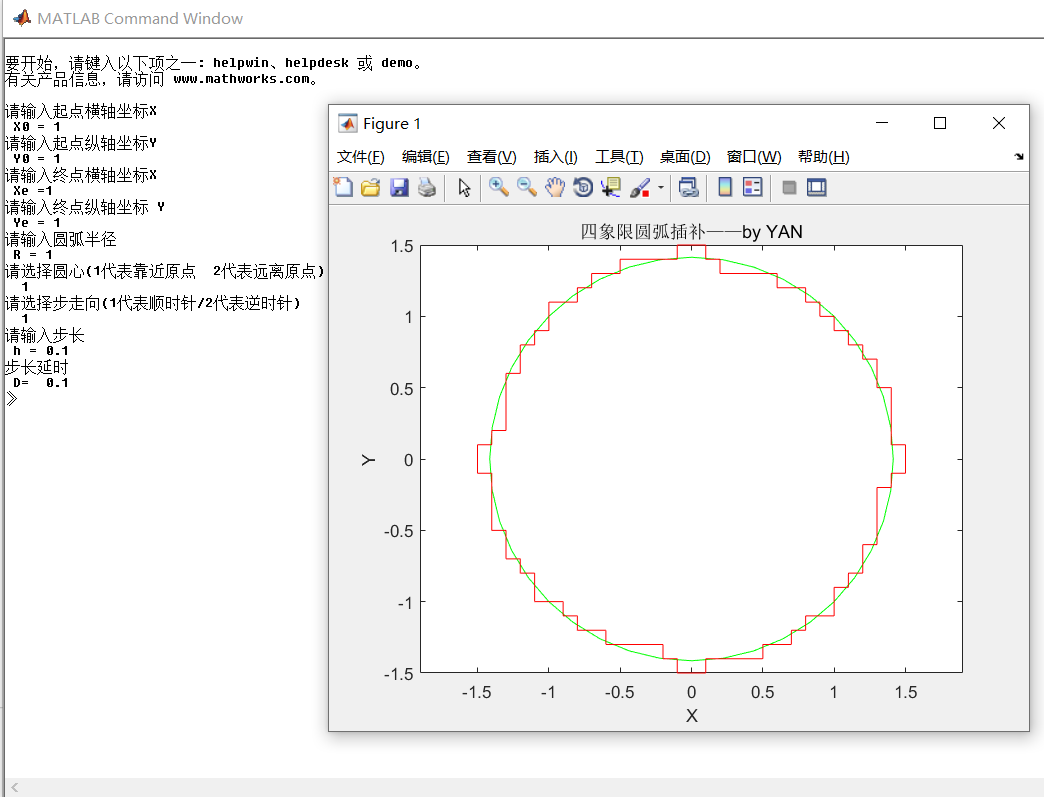 MATLAB Command Window
要开始，请键入以下项之一: helpwin、helpdesk 或 demo。
有关产品信息，请访问 www.mathworks.com。
请输入起点横轴坐标X
X0 = 1
请输入起点纵轴坐标Y
Y0 = 1
请输入终点横轴坐标X
Xe =1
请输入终点纵轴坐标 Y
Ye = 1
请输入圆弧半径
R = 1
请选择圆心(1代表靠近原点  2代表远离原点)
1
请选择步走向(1代表顺时针/2代表逆时针)
1
请输入步长
h = 0.1
步长延时
D=  0.1
》
Figure 1
文件(F) 编辑(E) 查看(V) 插入(I) 工具(T) 桌面(D) 窗口(W) 帮助(H)
四象限圆弧插补——by YAN
1.5
1
0.5
0
-0.5
-1
-1.5
Y
-1.5 -1 -0.5 0 0.5 1 1.5
X